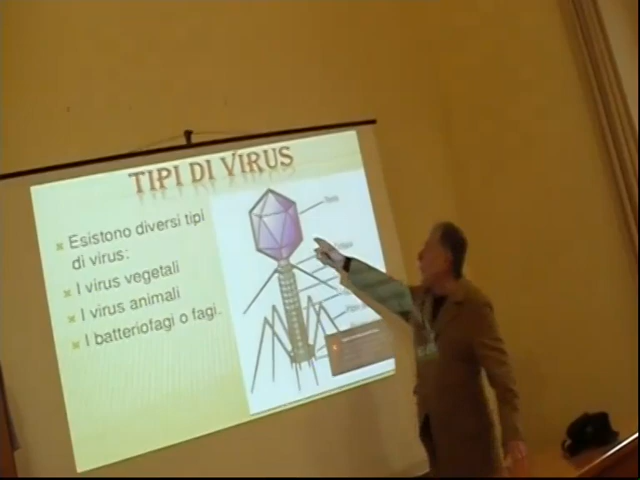 TIPI DI VIRUS
Esistono diversi tipi
di virus:
I virus vegetali
I virus animali
I batteriofagi o fagi.